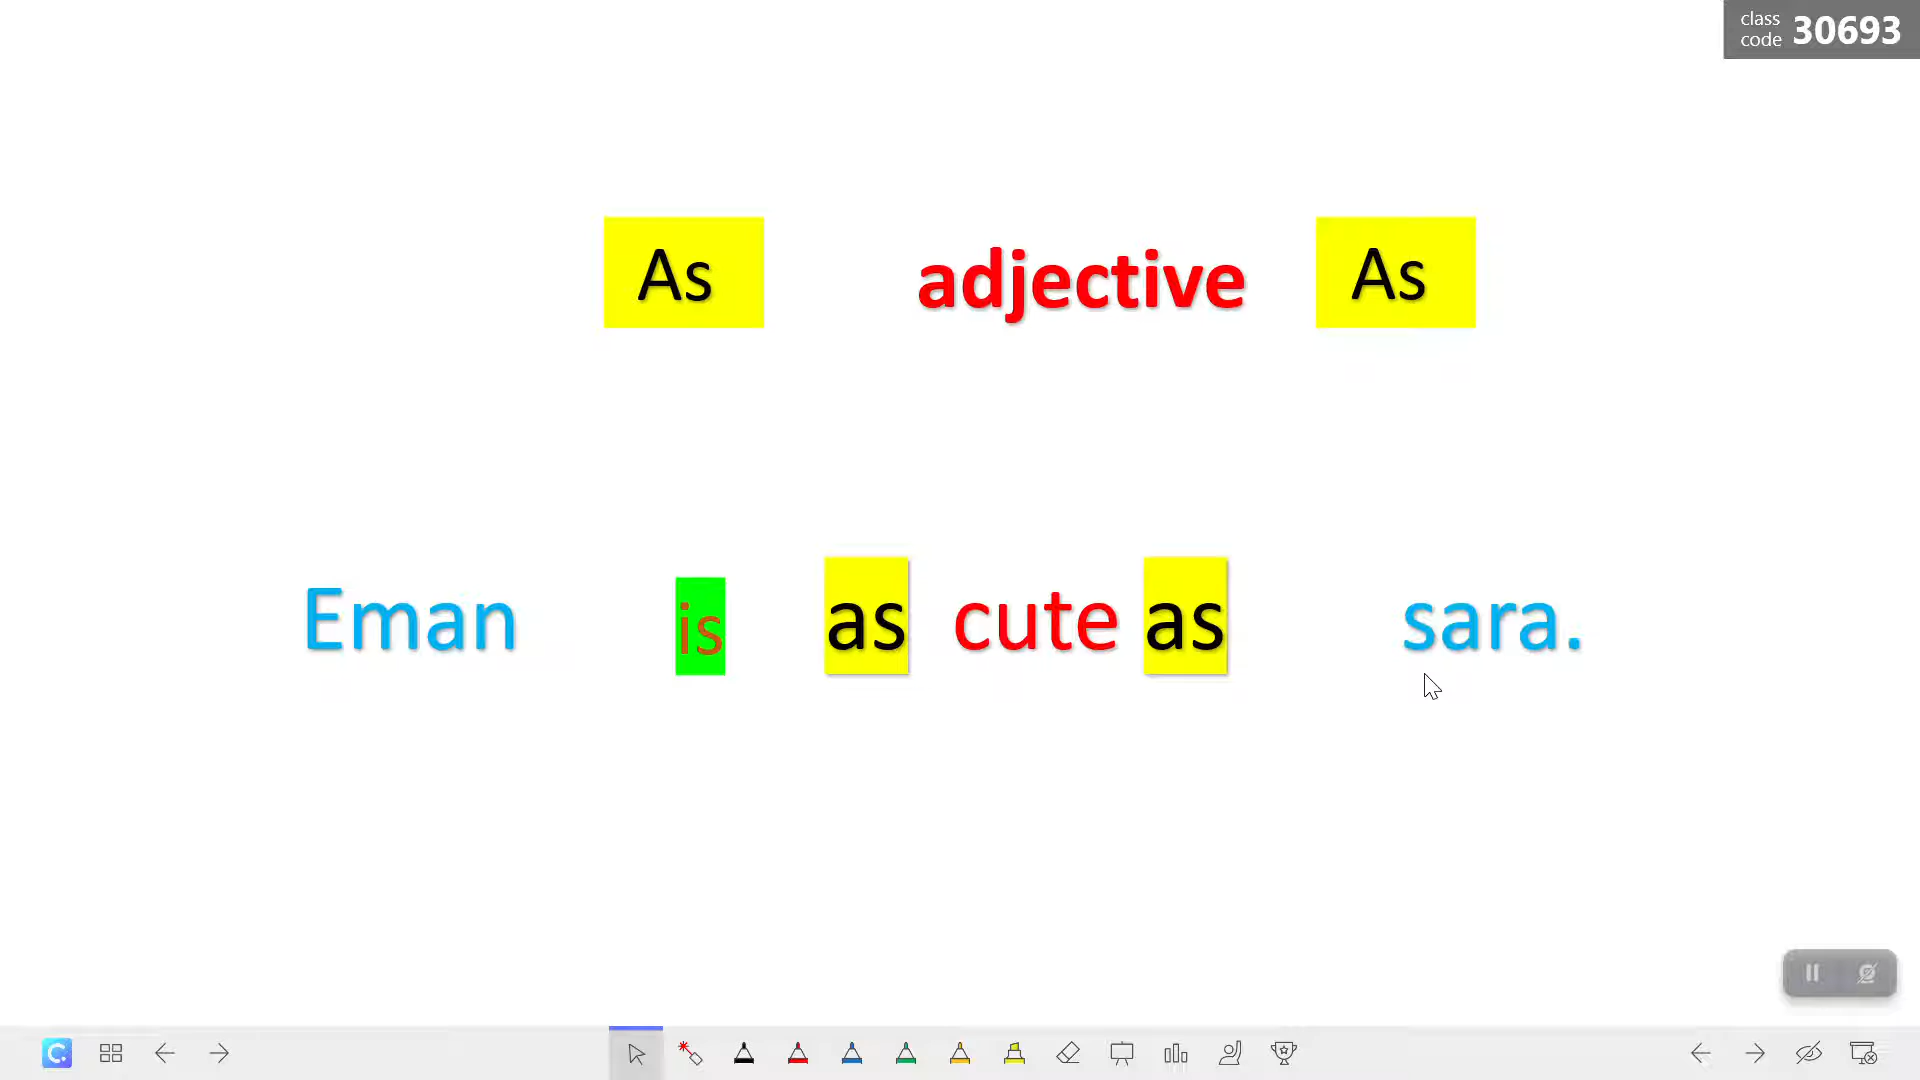 class
code 30693
As adjective As
Eman is as cute as sara.